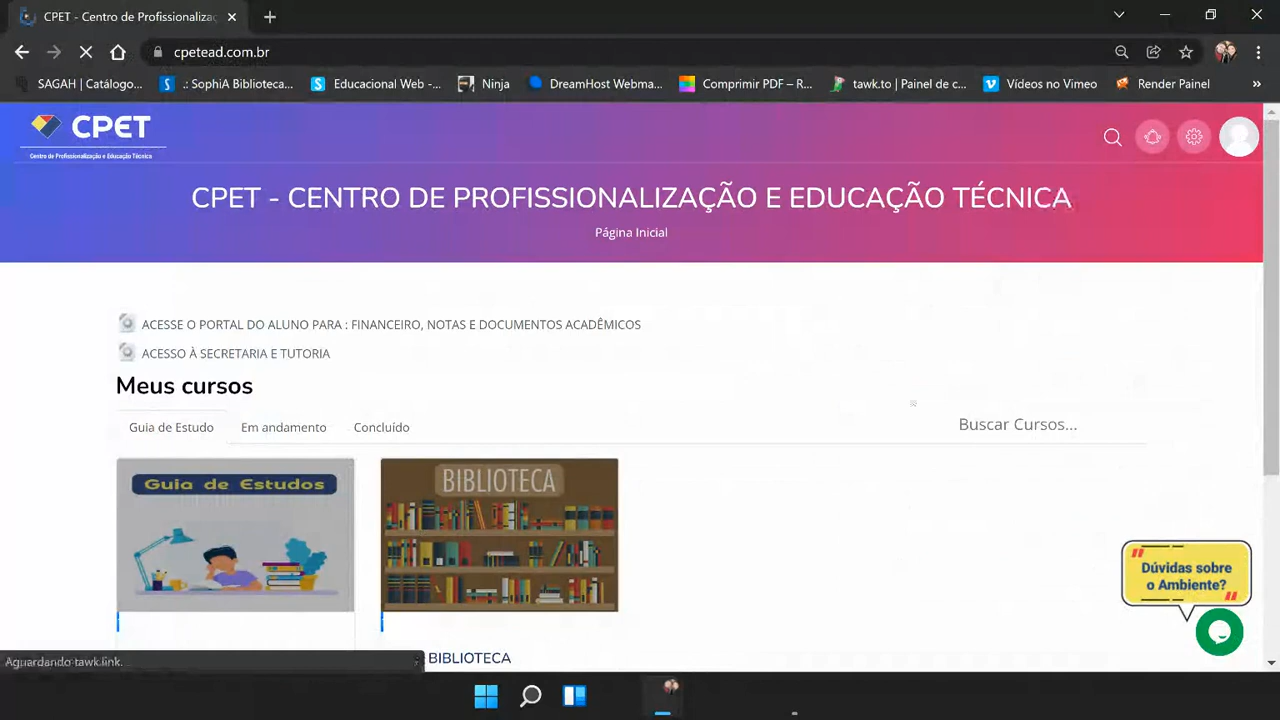 CPET - Centro de Profissionaliza
cpetead.com.br
SAGAH | Catálogo...
.: SophiA Biblioteca...
Educacional Web -...
Ninja
DreamHost Webma...
Comprimir PDF – R...
tawk.to | Painel de c...
Vídeos no Vimeo
Render Panel
»
CPET
Centro de Profissionalização e Educação Técnica
CPET - CENTRO DE PROFISSIONALIZAÇÃO E EDUCAÇÃO TÉCNICA
Página Inicial
ACESSE O PORTAL DO ALUNO PARA : FINANCEIRO, NOTAS E DOCUMENTOS ACADÊMICOS
ACESSO À SECRETARIA E TUTORIA
Meus cursos
Guia de Estudo
Em andamento
Concluído
Buscar Cursos...
Guia de Estudos
BIBLIOTECA
Dúvidas sobre
o Ambiente?
BIBLIOTECA
Aguardando tawk.link.